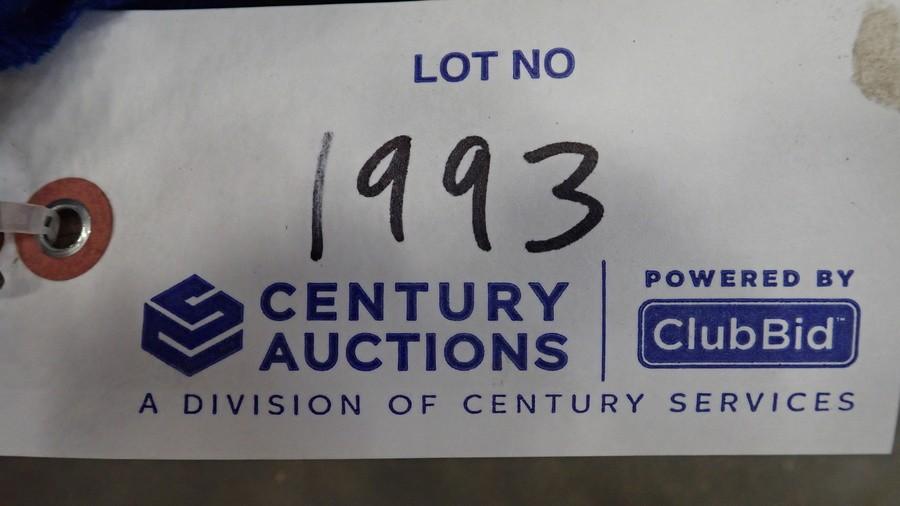 LOT NO
1993
CENTURY AUCTIONS
POWERED BY
ClubBid™
A DIVISION OF CENTURY SERVICES